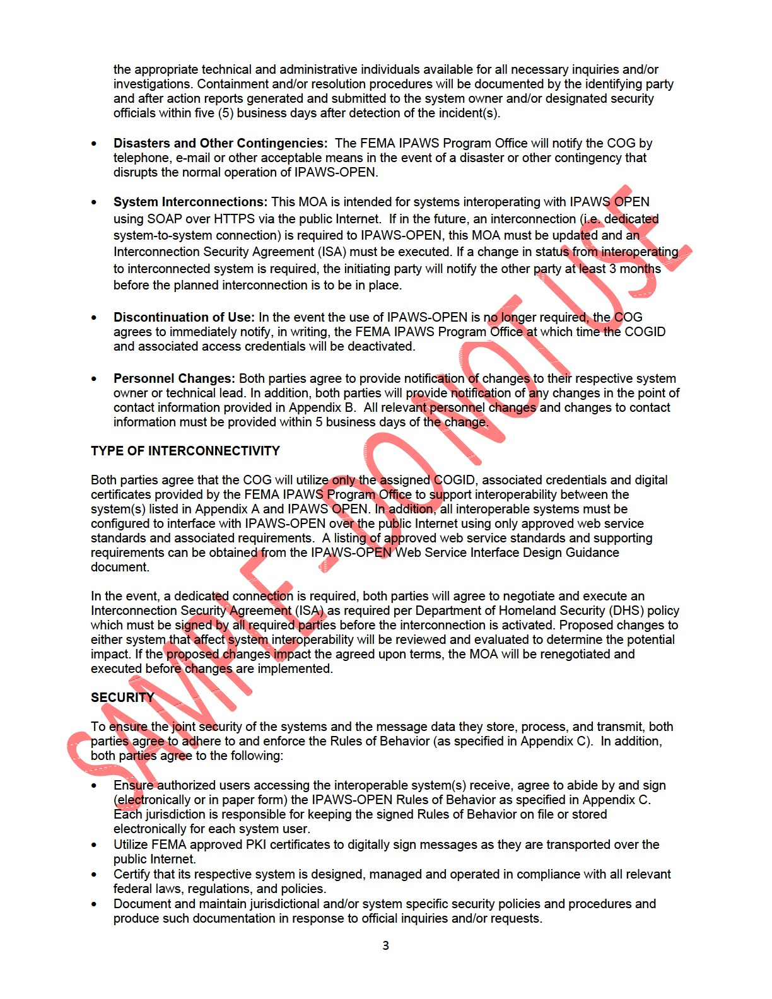 the appropriate technical and administrative individuals available for all necessary inquiries and/or
investigations. Containment and/or resolution procedures will be documented by the identifying party
and after action reports generated and submitted to the system owner and/or designated security
officials within five (5) business days after detection of the incident(s).
• Disasters and Other Contingencies:  The FEMA IPAWS Program Office will notify the COG by
telephone, e-mail or other acceptable means in the event of a disaster or other contingency that
disrupts the normal operation of IPAWS-OPEN.
• System Interconnections: This MOA is intended for systems interoperating with IPAWS OPEN
using SOAP over HTTPS via the public Internet.  If in the future, an interconnection (i.e. dedicated
system-to-system connection) is required to IPAWS-OPEN, this MOA must be updated and an
Interconnection Security Agreement (ISA) must be executed. If a change in status from interoperating
to interconnected system is required, the initiating party will notify the other party at least 3 months
before the planned interconnection is to be in place.
• Discontinuation of Use: In the event the use of IPAWS-OPEN is no longer required, the COG
agrees to immediately notify, in writing, the FEMA IPAWS Program Office at which time the COGID
and associated access credentials will be deactivated.
• Personnel Changes: Both parties agree to provide notification of changes to their respective system
owner or technical lead. In addition, both parties will provide notification of any changes in the point of
contact information provided in Appendix B.  All relevant personnel changes and changes to contact
information must be provided within 5 business days of the change.
TYPE OF INTERCONNECTIVITY
Both parties agree that the COG will utilize only the assigned COGID, associated credentials and digital
certificates provided by the FEMA IPAWS Program Office to support interoperability between the
system(s) listed in Appendix A and IPAWS OPEN. In addition, all interoperable systems must be
configured to interface with IPAWS-OPEN over the public Internet using only approved web service
standards and associated requirements.  A listing of approved web service standards and supporting
requirements can be obtained from the IPAWS-OPEN Web Service Interface Design Guidance
document.
In the event, a dedicated connection is required, both parties will agree to negotiate and execute an
Interconnection Security Agreement (ISA) as required per Department of Homeland Security (DHS) policy
which must be signed by all required parties before the interconnection is activated. Proposed changes to
either system that affect system interoperability will be reviewed and evaluated to determine the potential
impact. If the proposed changes impact the agreed upon terms, the MOA will be renegotiated and
executed before changes are implemented.
SECURITY
To ensure the joint security of the systems and the message data they store, process, and transmit, both
parties agree to adhere to and enforce the Rules of Behavior (as specified in Appendix C).  In addition,
both parties agree to the following:
• Ensure authorized users accessing the interoperable system(s) receive, agree to abide by and sign
(electronically or in paper form) the IPAWS-OPEN Rules of Behavior as specified in Appendix C.
Each jurisdiction is responsible for keeping the signed Rules of Behavior on file or stored
electronically for each system user.
• Utilize FEMA approved PKI certificates to digitally sign messages as they are transported over the
public Internet.
• Certify that its respective system is designed, managed and operated in compliance with all relevant
federal laws, regulations, and policies.
• Document and maintain jurisdictional and/or system specific security policies and procedures and
produce such documentation in response to official inquiries and/or requests.
3
SAMPLE - DO NOT USE